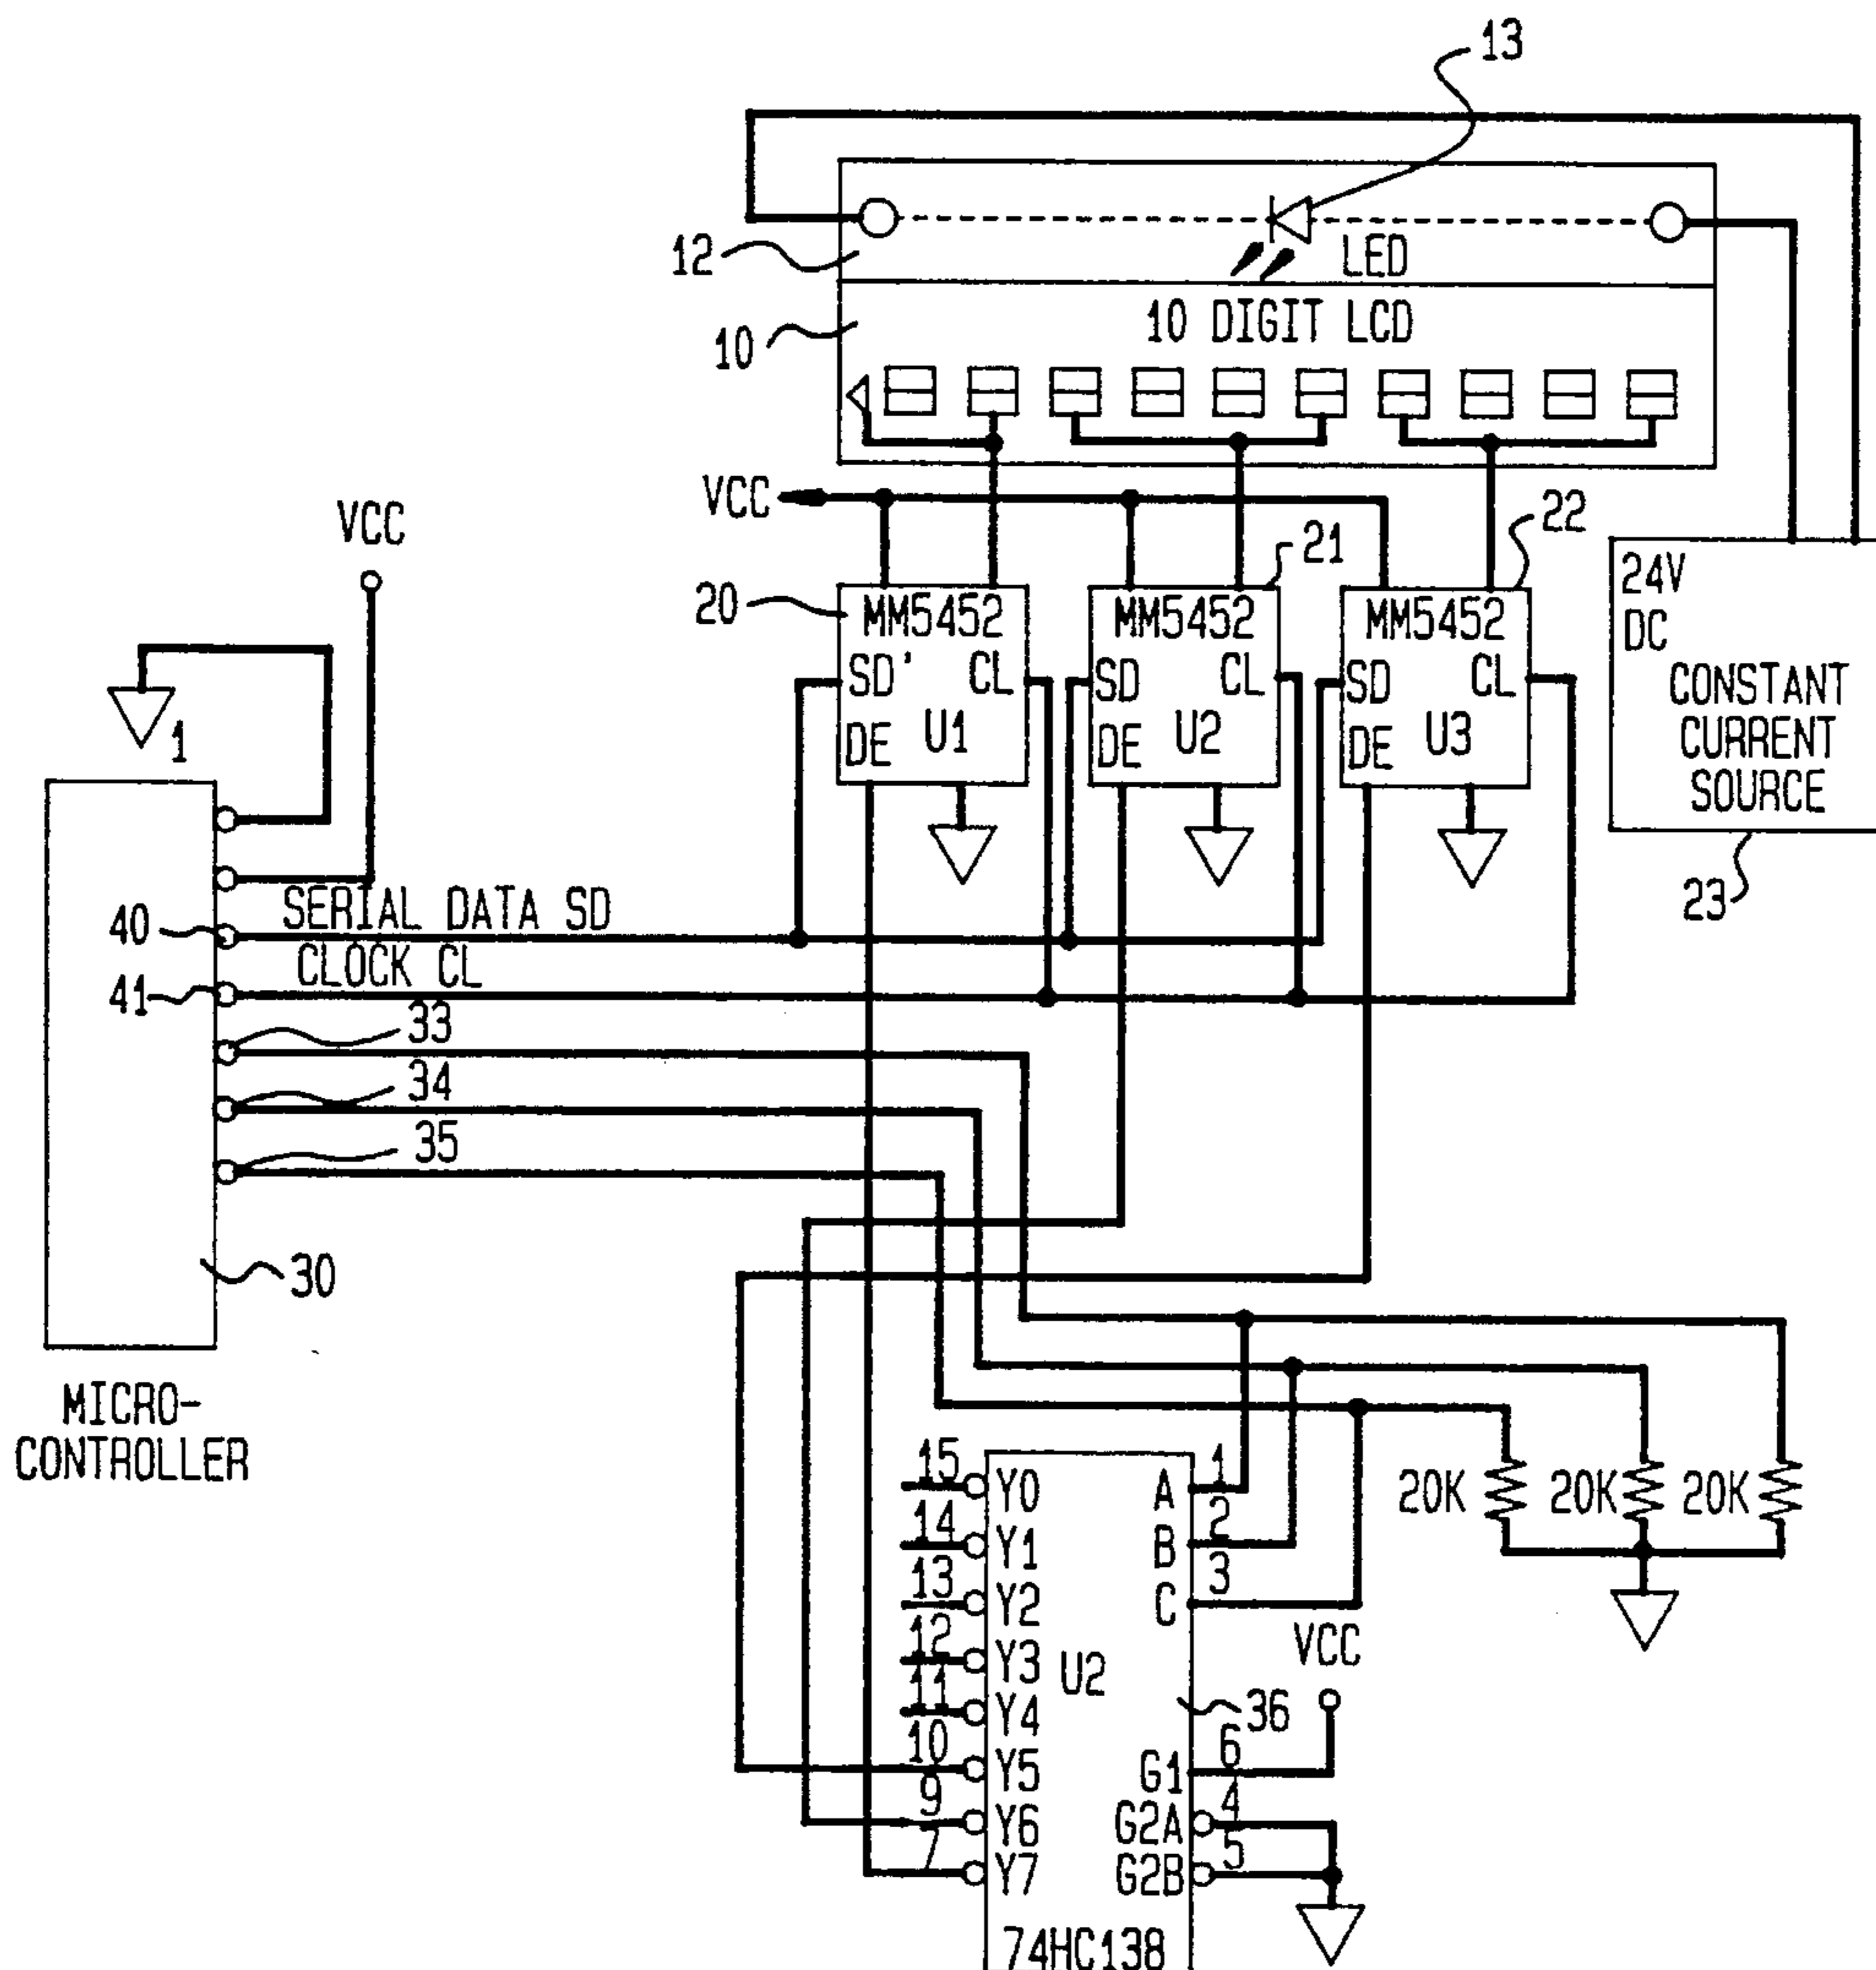 13
12
LED
10
10 DIGIT LCD
VCC
VCC
20
21
22
MM5452
SD' CL
DE U1
MM5452
SD CL
DE U2
MM5452
SD CL
DE U3
24V
DC
CONSTANT
CURRENT
SOURCE
23
1
40
SERIAL DATA SD
41
CLOCK CL
33
34
35
30
MICRO-
CONTROLLER
15 Y0
14 Y1
13 Y2
12 Y3
11 Y4
10 Y5
9 Y6
7 Y7
U2
A 1
B 2
C 3
36
VCC
G1 6
G2A 4
G2B 5
74HC138
20K 20K 20K